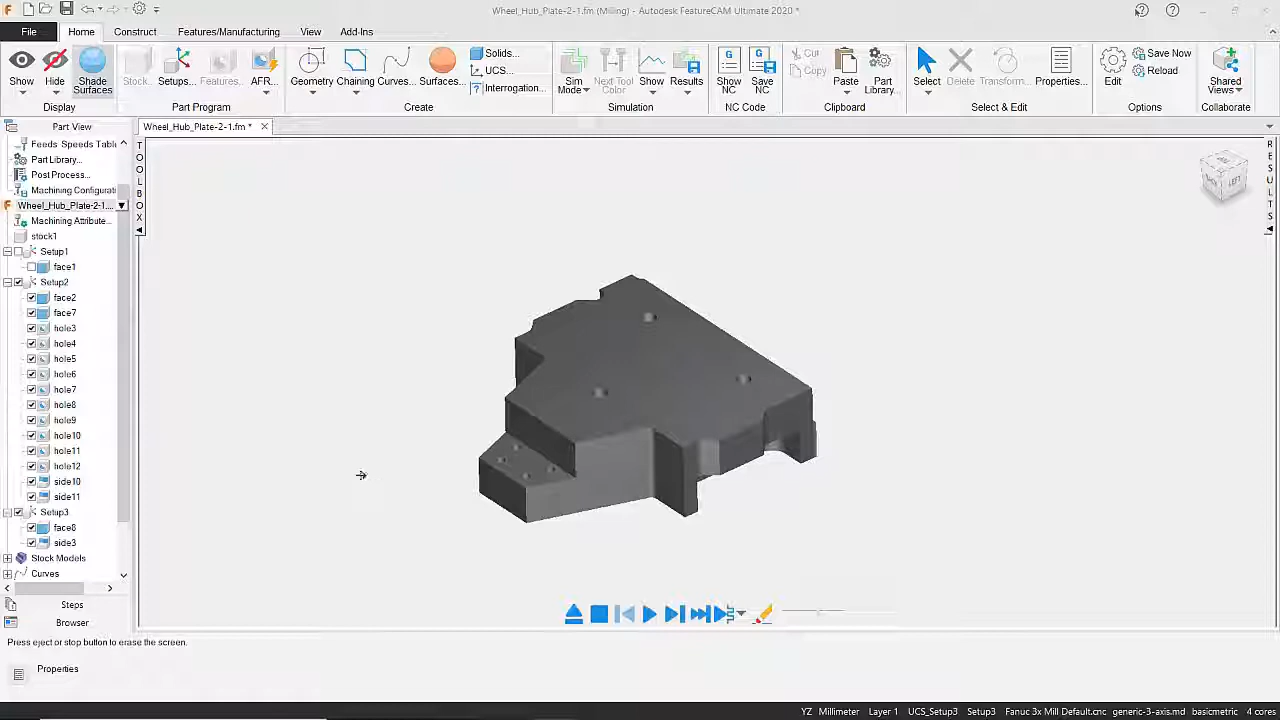 Wheel_Hub_Plate-2-1.fm (Milling) - Autodesk FeatureCAM Ultimate 2020 *
File Home Construct Features/Manufacturing View Add-Ins
Show Hide Shade Surfaces
Display
Stock... Setups Features... AFR...
Part Program
Geometry Chaining Curves... Surfaces...
Solids...
UCS...
Interrogation...
Create
Sim Mode Next Tool Color Show Results
Simulation
Show NC Save NC
NC Code
Cut
Copy
Paste Part Library...
Clipboard
Select Delete Transform... Properties...
Select & Edit
Edit
Save Now
Reload
Options
Shared Views
Collaborate
Part View
Wheel_Hub_Plate-2-1.fm *
TOOLBOX
RESULTS
Feeds Speeds Tabl
Part Library...
Post Process...
Machining Configurat
Wheel_Hub_Plate-2-1....
Machining Attribute...
stock1
Setup1
face1
Setup2
face2
face7
hole3
hole4
hole5
hole6
hole7
hole8
hole9
hole10
hole11
hole12
side10
side11
Setup3
face8
side3
Stock Models
Curves
Steps
Browser
Press eject or stop button to erase the screen.
Properties
YZ Millimeter Layer 1 UCS_Setup3 Setup3 Fanuc 3x Mill Default.cnc generic-3-axis.md basicmetric 4 cores